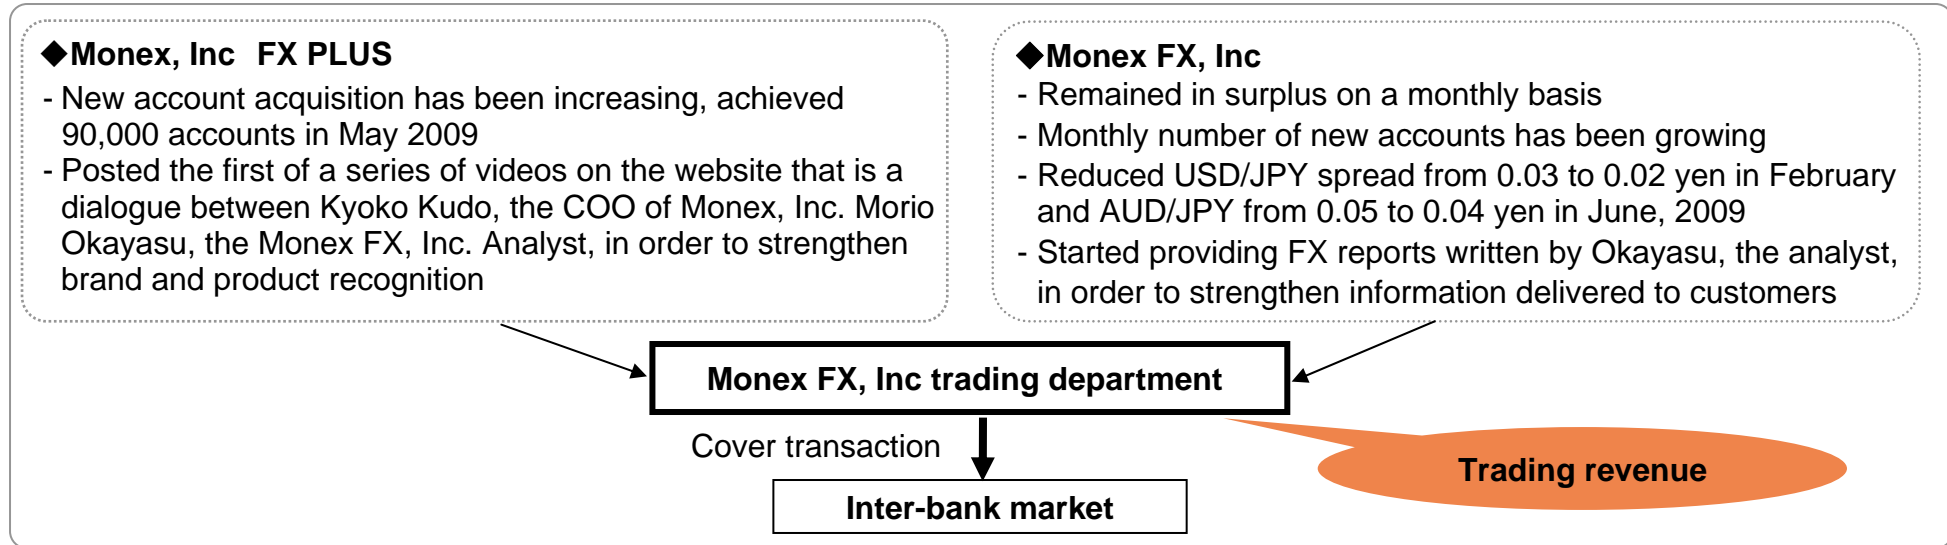 ◆Monex, Inc FX PLUS
- New account acquisition has been increasing, achieved
90,000 accounts in May 2009
- Posted the first of a series of videos on the website that is a
dialogue between Kyoko Kudo, the COO of Monex, Inc. Morio
Okayasu, the Monex FX, Inc. Analyst, in order to strengthen
brand and product recognition
◆Monex FX, Inc
- Remained in surplus on a monthly basis
- Monthly number of new accounts has been growing
- Reduced USD/JPY spread from 0.03 to 0.02 yen in February
and AUD/JPY from 0.05 to 0.04 yen in June, 2009
- Started providing FX reports written by Okayasu, the analyst,
in order to strengthen information delivered to customers
Monex FX, Inc trading department
Cover transaction
Trading revenue
Inter-bank market